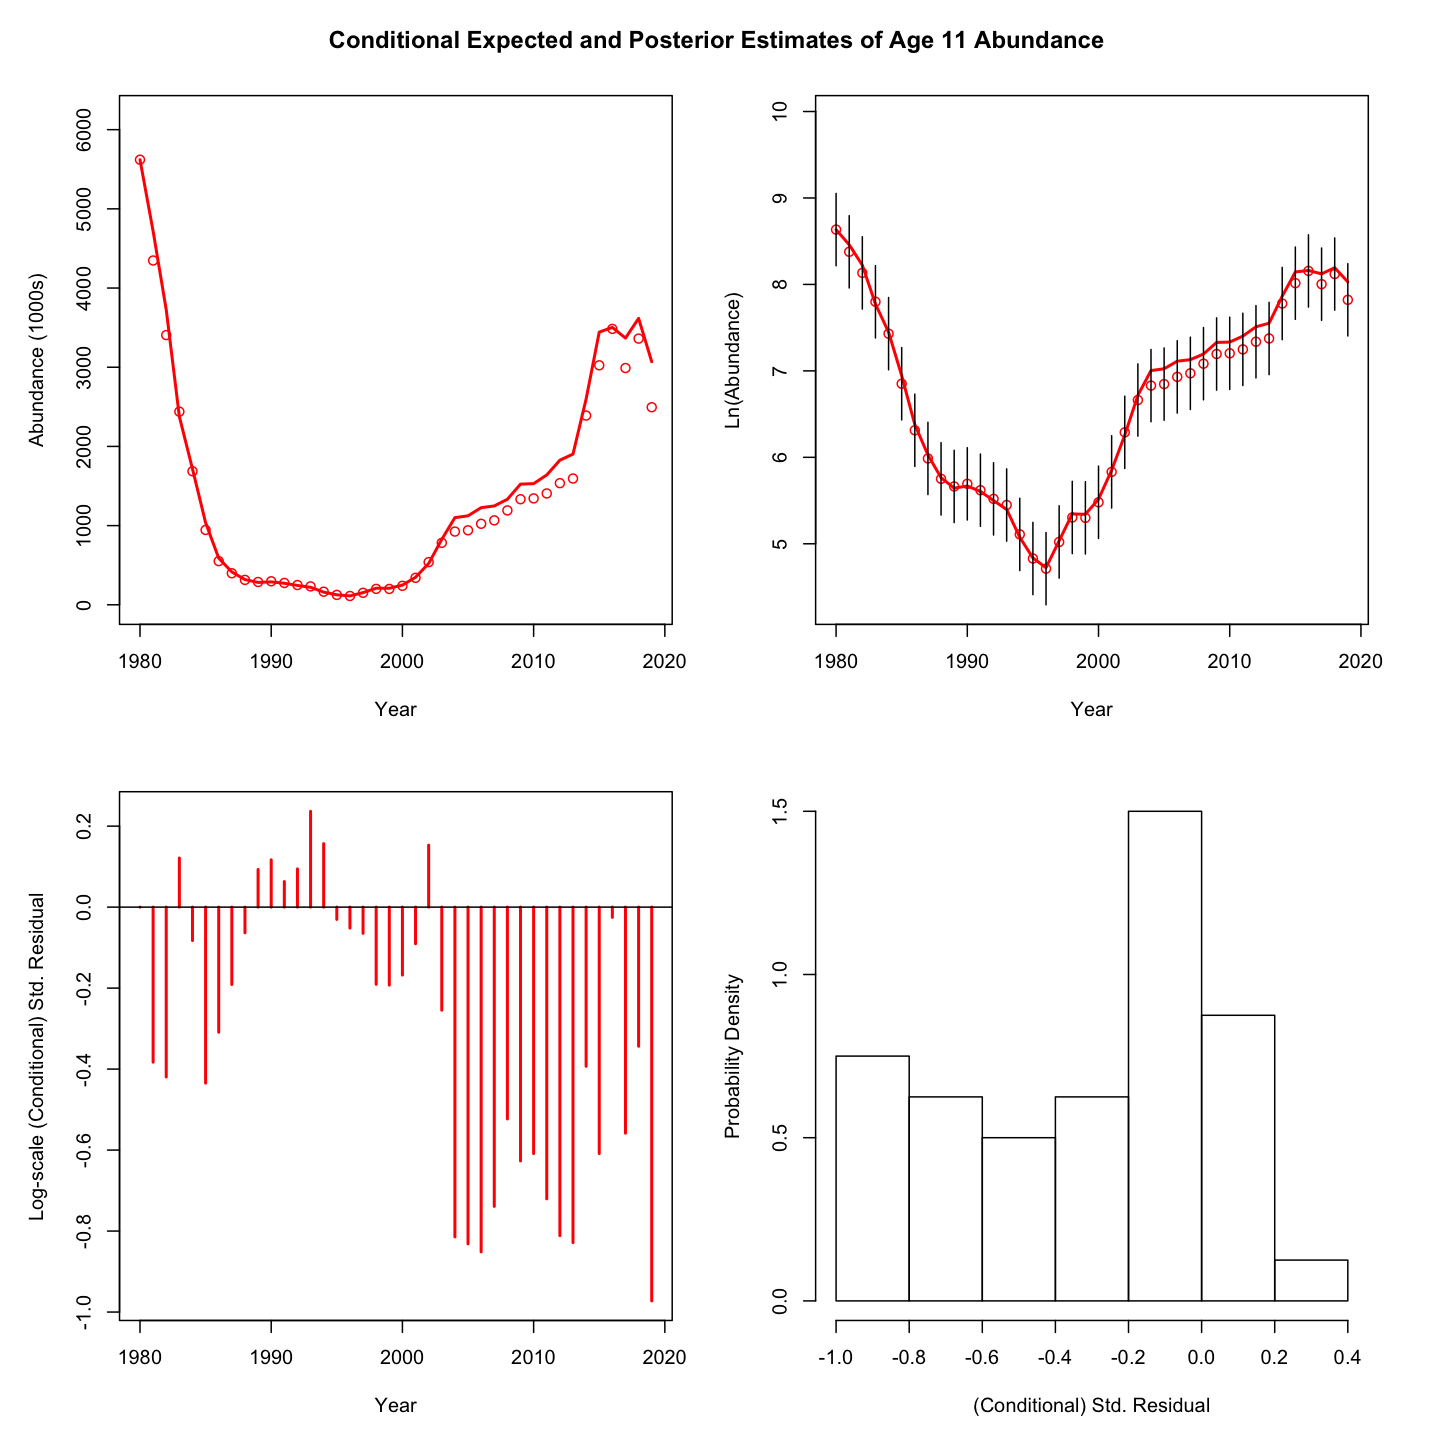 Conditional Expected and Posterior Estimates of Age 11 Abundance
Abundance (1000s)
6000
5000
4000
3000
2000
1000
0
1980 1990 2000 2010 2020
Year
Ln(Abundance)
10
9
8
7
6
5
1980 1990 2000 2010 2020
Year
Log-scale (Conditional) Std. Residual
0.2
0.0
-0.2
-0.4
-0.6
-0.8
-1.0
1980 1990 2000 2010 2020
Year
Probability Density
1.5
1.0
0.5
0.0
-1.0 -0.8 -0.6 -0.4 -0.2 0.0 0.2 0.4
(Conditional) Std. Residual